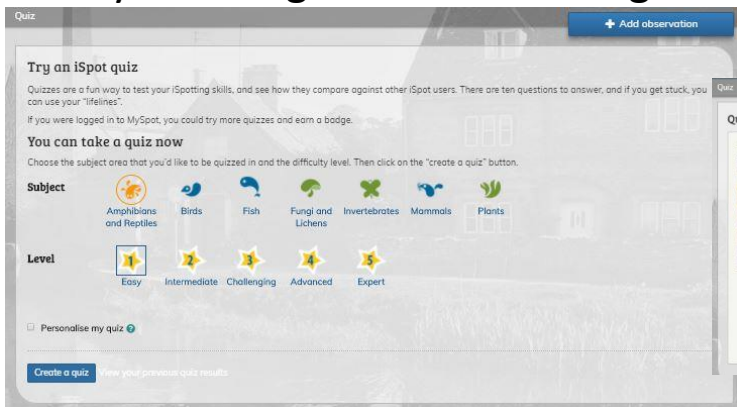 Quiz
+ Add observation
Try an iSpot quiz
Quizzes are a fun way to test your iSpotting skills, and see how they compare against other iSpot users. There are ten questions to answer, and if you get stuck, you
can use your "lifelines".
If you were logged in to MySpot, you could try more quizzes and earn a badge.
You can take a quiz now
Choose the subject area that you'd like to be quizzed in and the difficulty level. Then click on the "create a quiz" button.
Subject
Amphibians and Reptiles
Birds
Fish
Fungi and Lichens
Invertebrates
Mammals
Plants
Level
1 2 3 4 5
Easy Intermediate Challenging Advanced Expert
Personalise my quiz ?
Create a quiz View your previous quiz results
Quiz